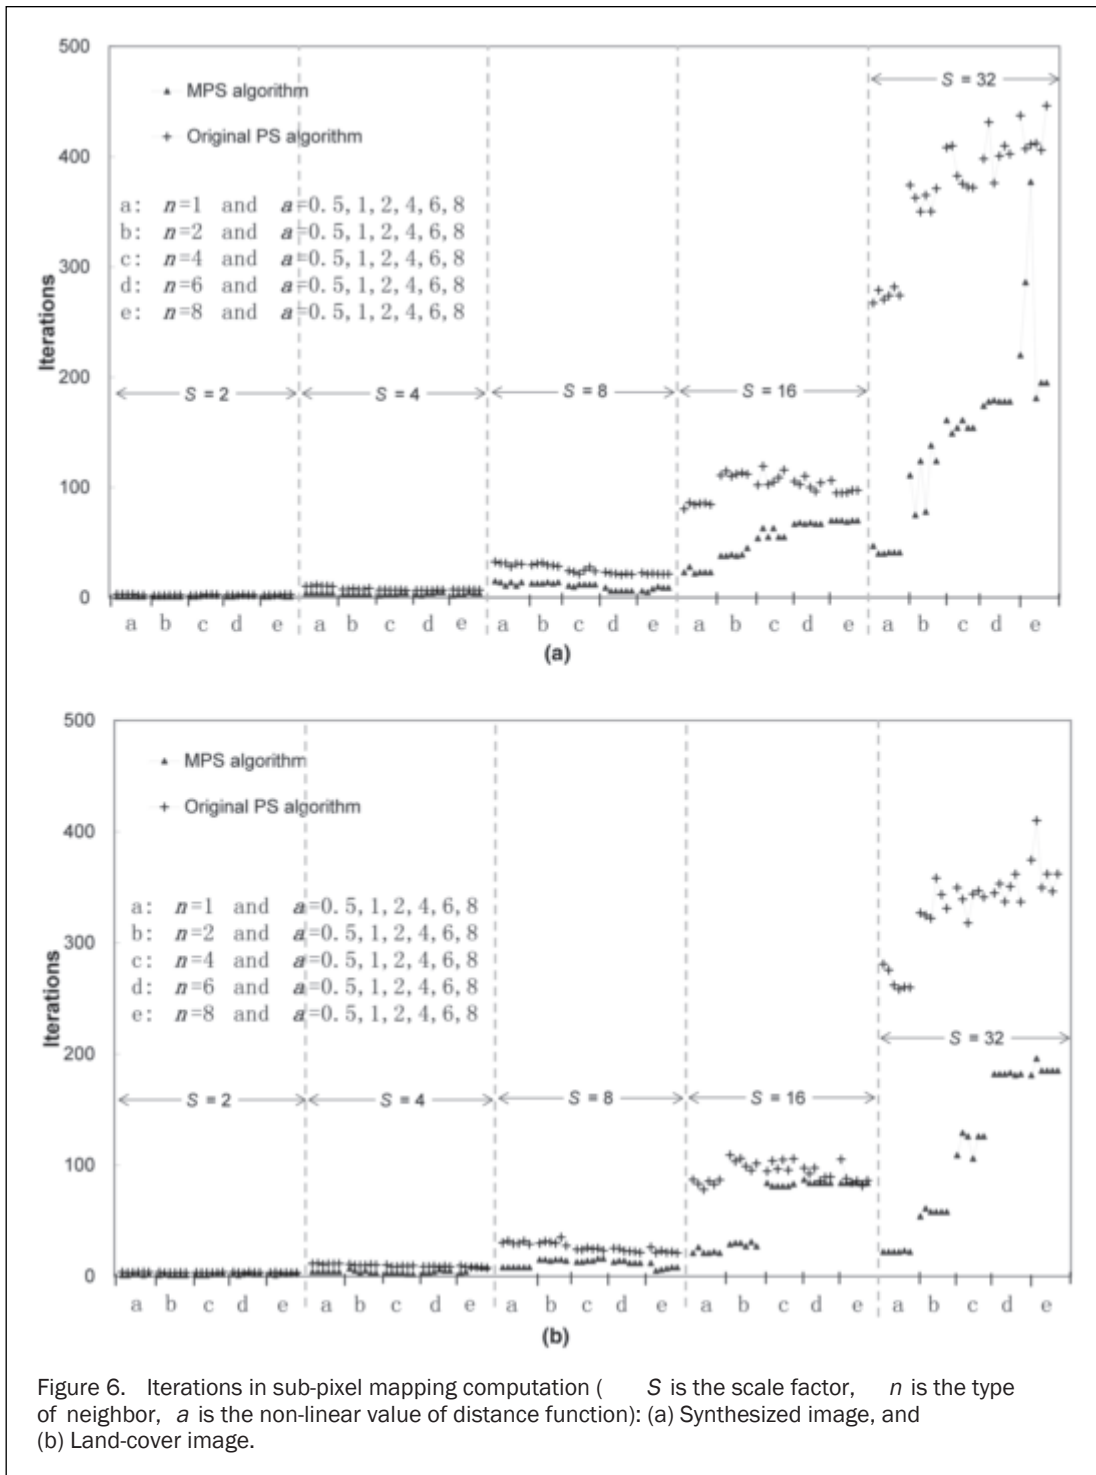 500
MPS algorithm
Original PS algorithm
S = 32
400
a: n=1 and a=0.5, 1, 2, 4, 6, 8
b: n=2 and a=0.5, 1, 2, 4, 6, 8
c: n=4 and a=0.5, 1, 2, 4, 6, 8
d: n=6 and a=0.5, 1, 2, 4, 6, 8
e: n=8 and a=0.5, 1, 2, 4, 6, 8
300
Iterations
200
S = 2 S = 4 S = 8 S = 16
100
0
a b c d e a b c d e a b c d e a b c d e a b c d e
(a)
500
MPS algorithm
Original PS algorithm
400
a: n=1 and a=0.5, 1, 2, 4, 6, 8
b: n=2 and a=0.5, 1, 2, 4, 6, 8
c: n=4 and a=0.5, 1, 2, 4, 6, 8
d: n=6 and a=0.5, 1, 2, 4, 6, 8
e: n=8 and a=0.5, 1, 2, 4, 6, 8
300
Iterations
S = 32
200
S = 2 S = 4 S = 8 S = 16
100
0
a b c d e a b c d e a b c d e a b c d e a b c d e
(b)
Figure 6. Iterations in sub-pixel mapping computation ( S is the scale factor, n is the type
of neighbor, a is the non-linear value of distance function): (a) Synthesized image, and
(b) Land-cover image.